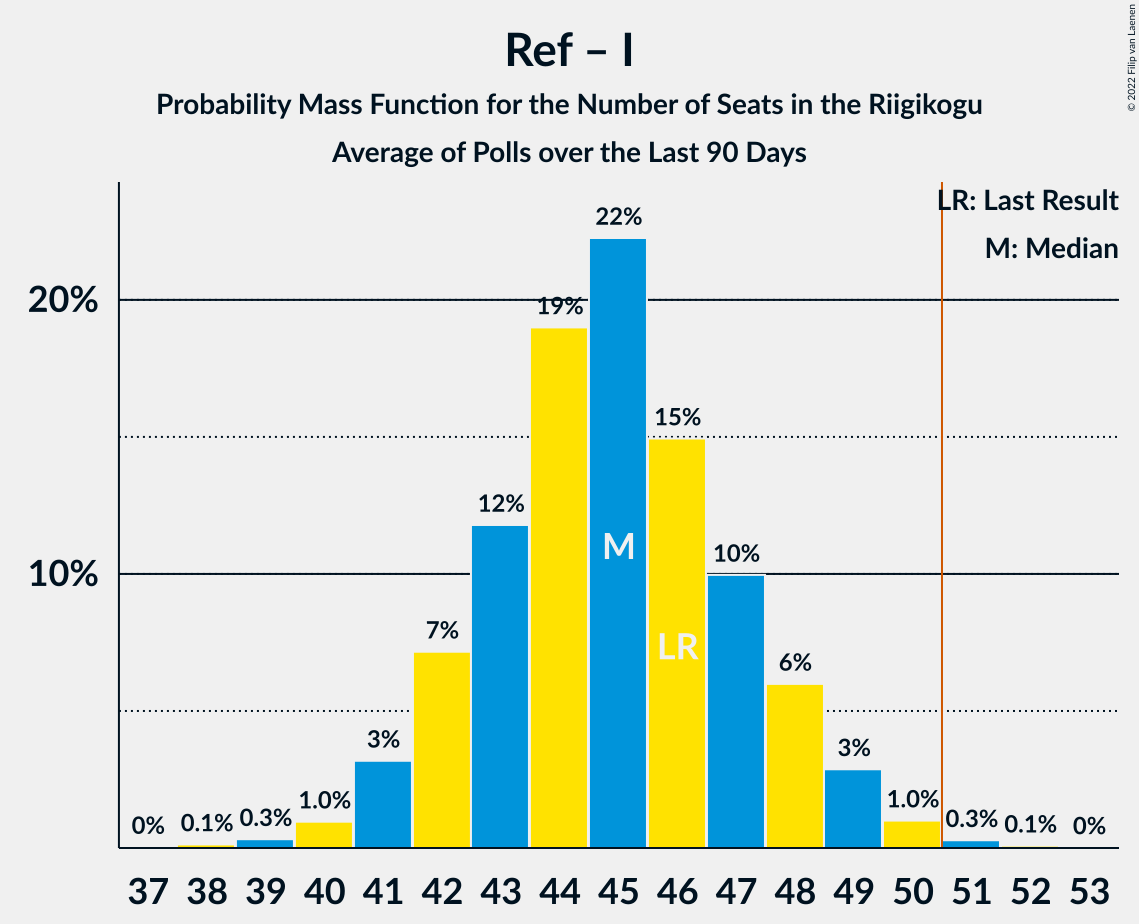 Ref – I
Probability Mass Function for the Number of Seats in the Riigikogu
Average of Polls over the Last 90 Days
© 2022 Filip van Laenen
LR: Last Result
M: Median
22%
20%
19%
15%
12%
M
10%
10%
7%
LR
6%
3%
3%
1.0%
1.0%
0%
0.1%
0.3%
0.3%
0.1%
0%
37 38 39 40 41 42 43 44 45 46 47 48 49 50 51 52 53